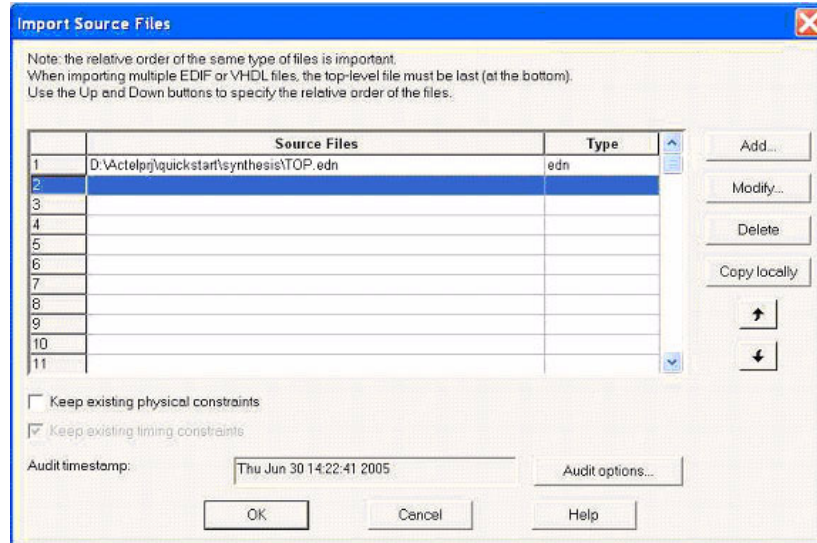 Import Source Files
Note: the relative order of the same type of files is important.
When importing multiple EDIF or VHDL files, the top-level file must be last (at the bottom).
Use the Up and Down buttons to specify the relative order of the files.
Source Files Type
Add...
1 D:\Actelprj\quickstart\synthesis\TOP.edn edn
2
Modify...
3
4
Delete
5
6
Copy locally
7
8
9
10
11
Keep existing physical constraints
Keep existing timing constraints
Audit timestamp: Thu Jun 30 14:22:41 2005 Audit options...
OK Cancel Help